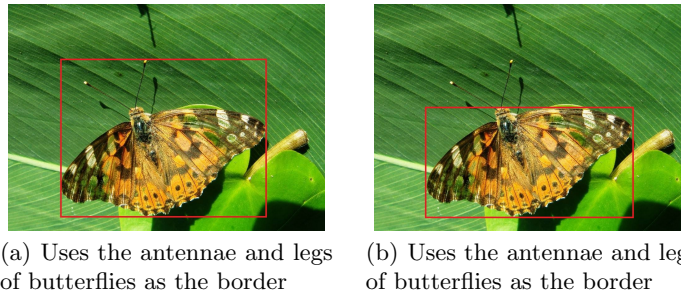 (a) Uses the antennae and legs
of butterflies as the border
(b) Uses the antennae and
of butterflies as the border